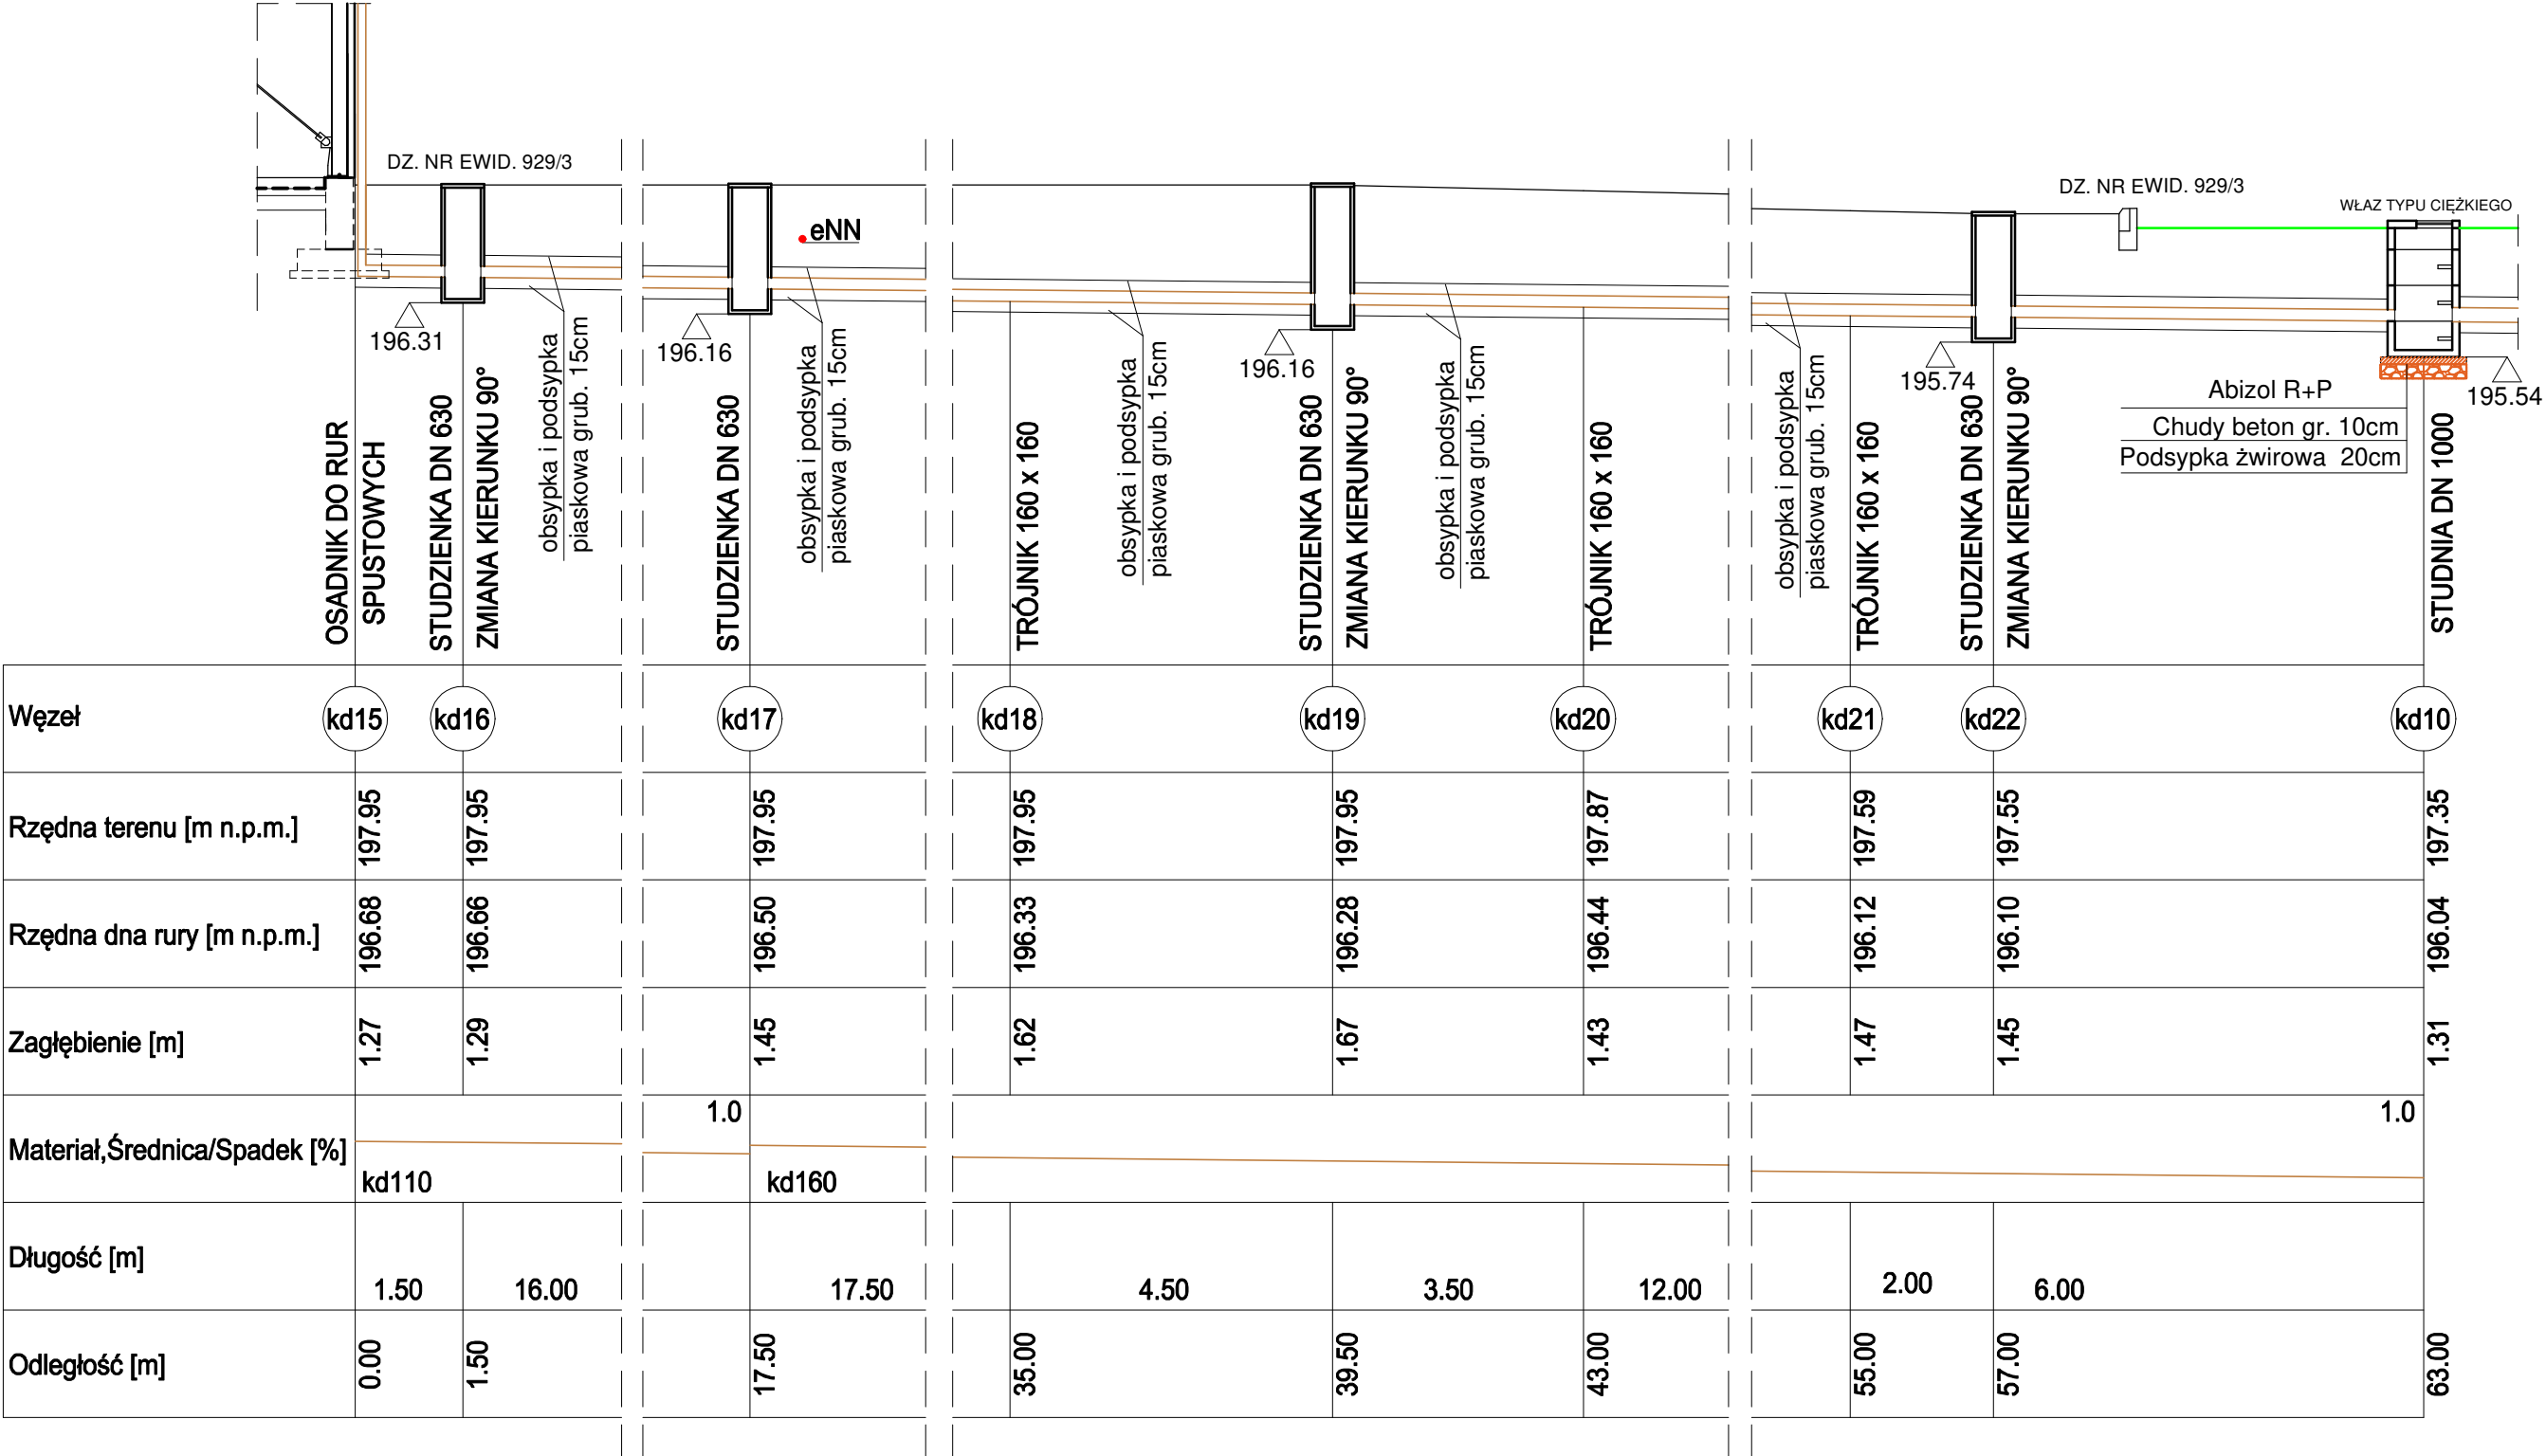 DZ. NR EWID. 929/3
DZ. NR EWID. 929/3
WŁAZ TYPU CIĘŻKIEGO
eNN
196.31
196.16
196.16
195.74
195.54
Abizol R+P
Chudy beton gr. 10cm
Podsypka żwirowa 20cm
OSADNIK DO RUR
SPUSTOWYCH
STUDZIENKA DN 630
ZMIANA KIERUNKU 90°
obsypka i podsypka
piaskowa grub. 15cm
STUDZIENKA DN 630
obsypka i podsypka
piaskowa grub. 15cm
TRÓJNIK 160 x 160
obsypka i podsypka
piaskowa grub. 15cm
STUDZIENKA DN 630
ZMIANA KIERUNKU 90°
obsypka i podsypka
piaskowa grub. 15cm
TRÓJNIK 160 x 160
obsypka i podsypka
piaskowa grub. 15cm
TRÓJNIK 160 x 160
STUDZIENKA DN 630
ZMIANA KIERUNKU 90°
STUDNIA DN 1000
Węzeł kd15 kd16 kd17 kd18 kd19 kd20 kd21 kd22 kd10
Rzędna terenu [m n.p.m.] 197.95 197.95 197.95 197.95 197.95 197.87 197.59 197.55 197.35
Rzędna dna rury [m n.p.m.] 196.68 196.66 196.50 196.33 196.28 196.44 196.12 196.10 196.04
Zagłębienie [m] 1.27 1.29 1.45 1.62 1.67 1.43 1.47 1.45 1.31
1.0 1.0
Materiał,Średnica/Spadek [%]
kd110 kd160
Długość [m]
1.50 16.00 17.50 4.50 3.50 12.00 2.00 6.00
Odległość [m] 0.00 1.50 17.50 35.00 39.50 43.00 55.00 57.00 63.00